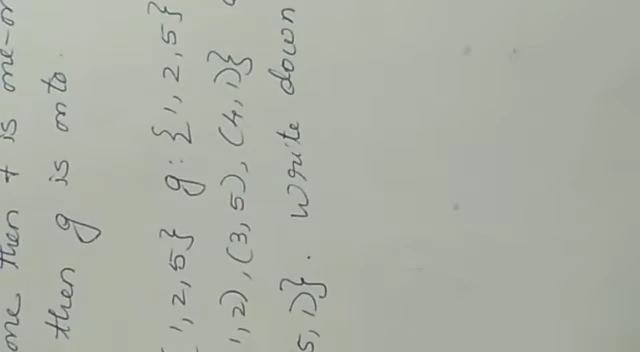 one then f is one-on
then g is onto.
1, 2, 5} g: {1, 2, 5}
1, 2), (3, 5), (4, 1)}
5, 1)}. Write down